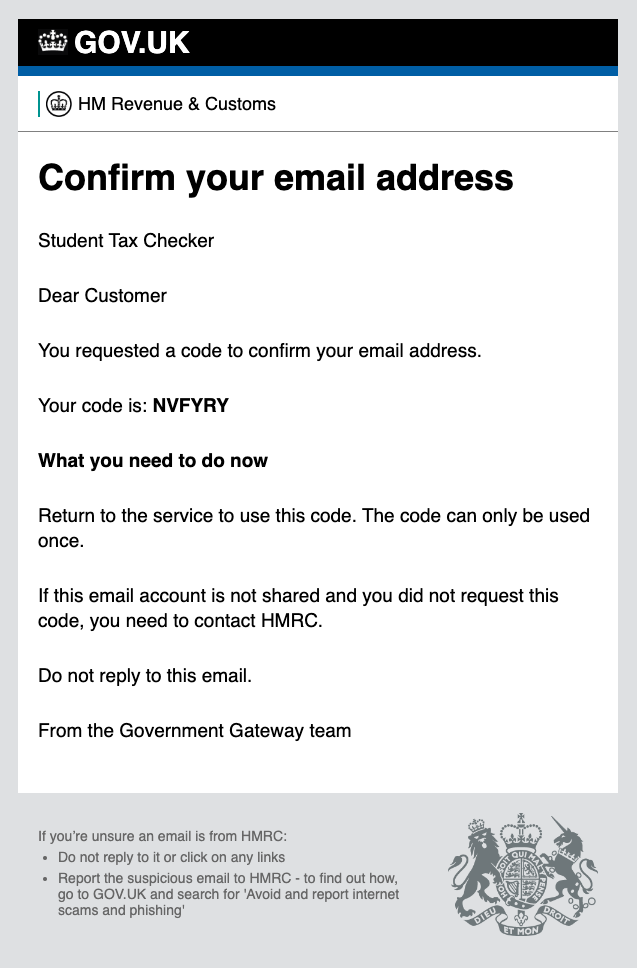 GOV.UK
HM Revenue & Customs
Confirm your email address
Student Tax Checker
Dear Customer
You requested a code to confirm your email address.
Your code is: NVFYRY
What you need to do now
Return to the service to use this code. The code can only be used
once.
If this email account is not shared and you did not request this
code, you need to contact HMRC.
Do not reply to this email.
From the Government Gateway team
If you’re unsure an email is from HMRC:
• Do not reply to it or click on any links
• Report the suspicious email to HMRC - to find out how,
go to GOV.UK and search for 'Avoid and report internet
scams and phishing'
DIEU ET MON DROIT